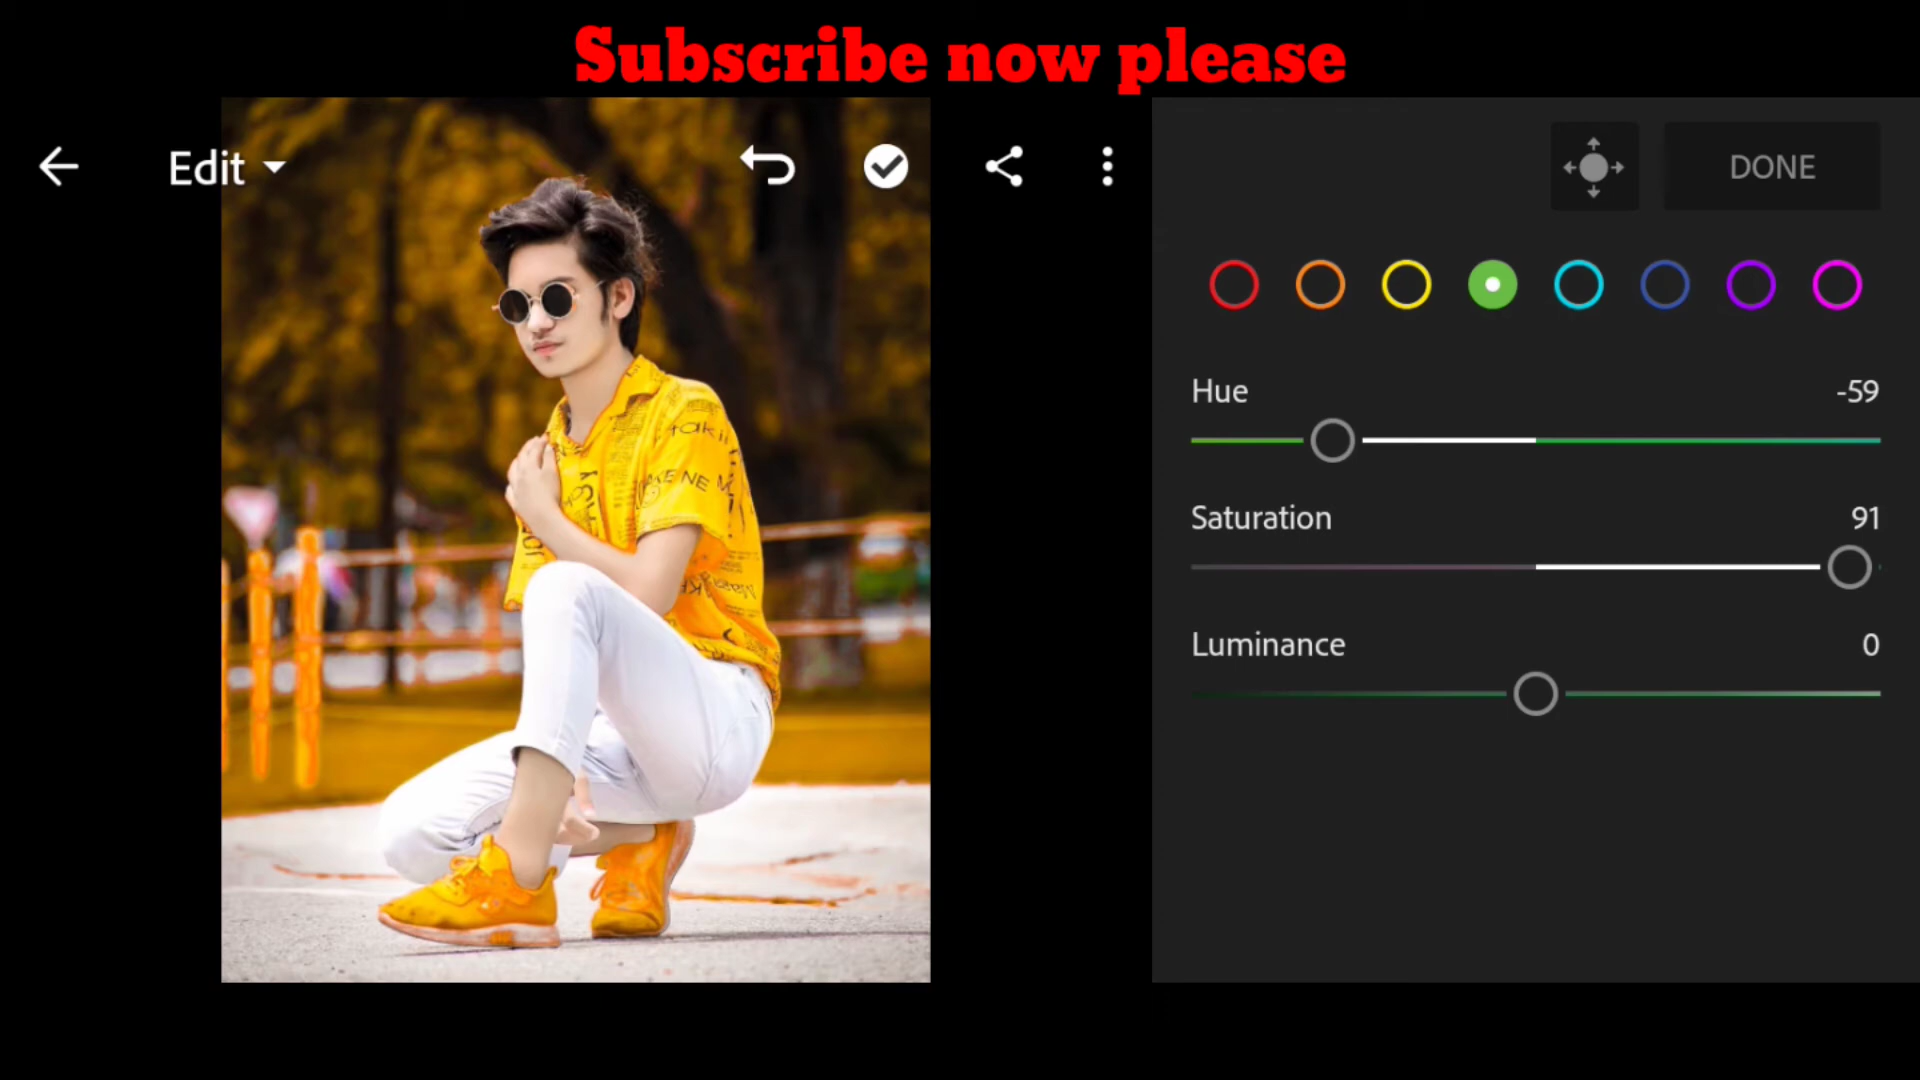 Subscribe now please
Edit
DONE
Hue -59
Saturation 91
Luminance 0